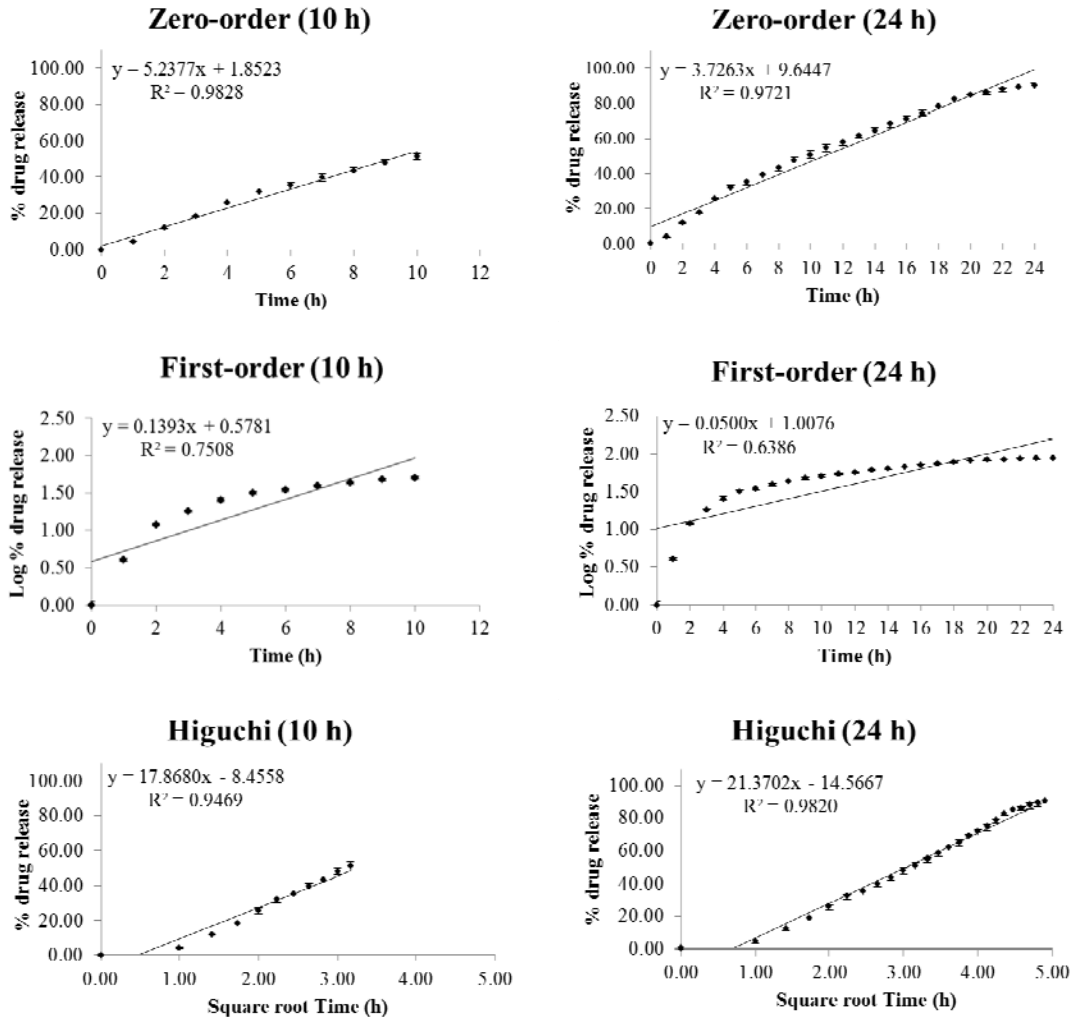 Zero-order (10 h)
y – 5.2377x + 1.8523
R² – 0.9828
100.00
80.00
60.00
40.00
20.00
0.00
% drug release
0 2 4 6 8 10 12
Time (h)
Zero-order (24 h)
y – 3.7263x + 9.6447
R² = 0.9721
100.00
80.00
60.00
40.00
20.00
0.00
% drug release
0 2 4 6 8 10 12 14 16 18 20 22 24
Time (h)
First-order (10 h)
y = 0.1393x + 0.5781
R² = 0.7508
2.50
2.00
1.50
1.00
0.50
0.00
Log % drug release
0 2 4 6 8 10 12
Time (h)
First-order (24 h)
y – 0.0500x + 1.0076
R² = 0.6386
2.50
2.00
1.50
1.00
0.50
0.00
Log % drug release
0 2 4 6 8 10 12 14 16 18 20 22 24
Time (h)
Higuchi (10 h)
y = 17.8680x - 8.4558
R² = 0.9469
100.00
80.00
60.00
40.00
20.00
0.00
% drug release
0.00 1.00 2.00 3.00 4.00 5.00
Square root Time (h)
Higuchi (24 h)
y = 21.3702x - 14.5667
R² = 0.9820
100.00
80.00
60.00
40.00
20.00
0.00
% drug release
0.00 1.00 2.00 3.00 4.00 5.00
Square root Time (h)